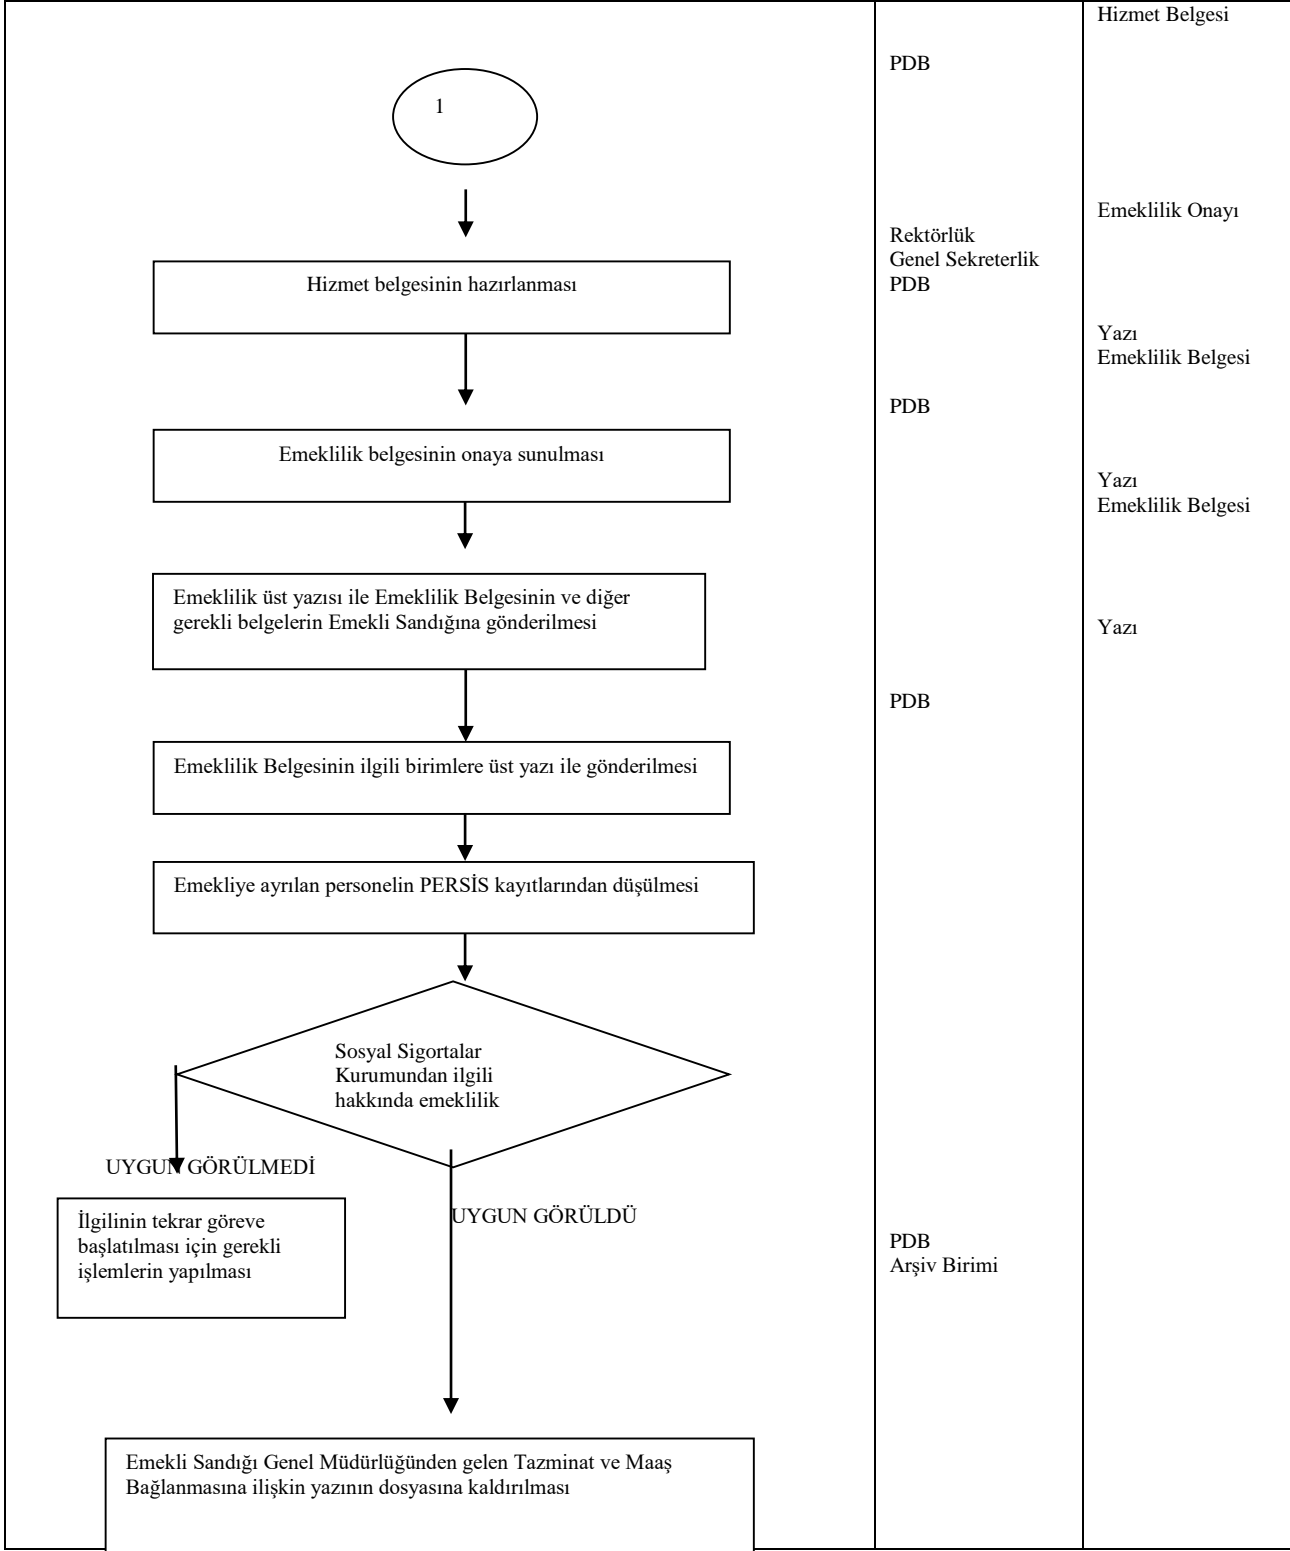 1
Hizmet belgesinin hazırlanması
Emeklilik belgesinin onaya sunulması
Emeklilik üst yazısı ile Emeklilik Belgesinin ve diğer
gerekli belgelerin Emekli Sandığına gönderilmesi
Emeklilik Belgesinin ilgili birimlere üst yazı ile gönderilmesi
Emekliye ayrılan personelin PERSİS kayıtlarından düşülmesi
Sosyal Sigortalar
Kurumundan ilgili
hakkında emeklilik
UYGUN GÖRÜLMEDİ
İlgilinin tekrar göreve
başlatılması için gerekli
işlemlerin yapılması
UYGUN GÖRÜLDÜ
Emekli Sandığı Genel Müdürlüğünden gelen Tazminat ve Maaş
Bağlanmasına ilişkin yazının dosyasına kaldırılması
PDB
Rektörlük
Genel Sekreterlik
PDB
PDB
PDB
PDB
Arşiv Birimi
Hizmet Belgesi
Emeklilik Onayı
Yazı
Emeklilik Belgesi
Yazı
Emeklilik Belgesi
Yazı